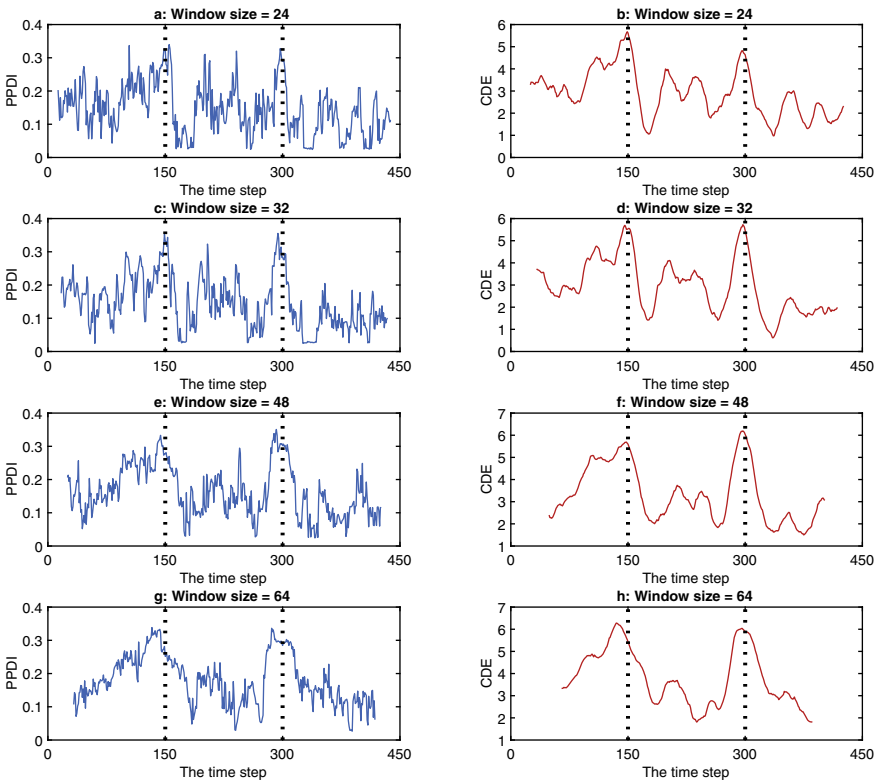 a: Window size = 24
0.4
0.3
0.2
0.1
0
PPDI
0 150 300 450
The time step
b: Window size = 24
6
5
4
3
2
1
0
CDE
0 150 300 450
The time step
c: Window size = 32
0.4
0.3
0.2
0.1
0
PPDI
0 150 300 450
The time step
d: Window size = 32
6
5
4
3
2
1
0
CDE
0 150 300 450
The time step
e: Window size = 48
0.4
0.3
0.2
0.1
0
PPDI
0 150 300 450
The time step
f: Window size = 48
7
6
5
4
3
2
1
CDE
0 150 300 450
The time step
g: Window size = 64
0.4
0.3
0.2
0.1
0
PPDI
0 150 300 450
The time step
h: Window size = 64
7
6
5
4
3
2
1
CDE
0 150 300 450
The time step